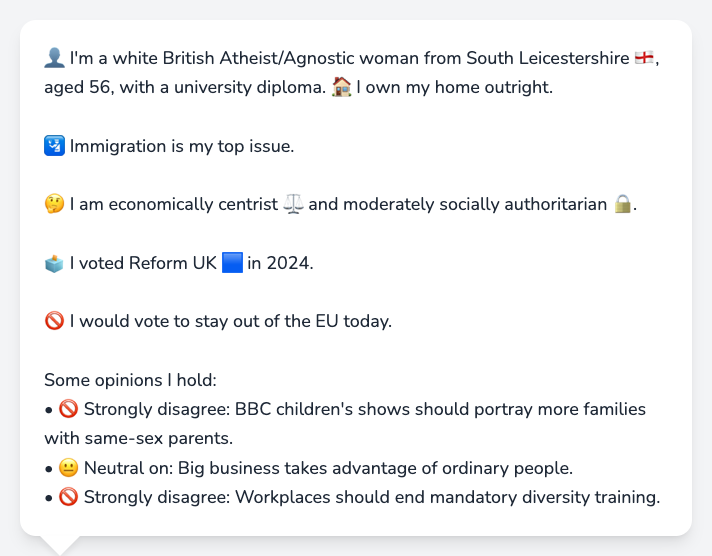 👤 I'm a white British Atheist/Agnostic woman from South Leicestershire 🏴󠁧󠁢󠁥󠁮󠁧󠁿,
aged 56, with a university diploma. 🏠 I own my home outright.
🛂 Immigration is my top issue.
🤔 I am economically centrist ⚖️ and moderately socially authoritarian 🔒.
🗳️ I voted Reform UK 🟦 in 2024.
🚫 I would vote to stay out of the EU today.
Some opinions I hold:
• 🚫 Strongly disagree: BBC children's shows should portray more families
with same-sex parents.
• 😐 Neutral on: Big business takes advantage of ordinary people.
• 🚫 Strongly disagree: Workplaces should end mandatory diversity training.